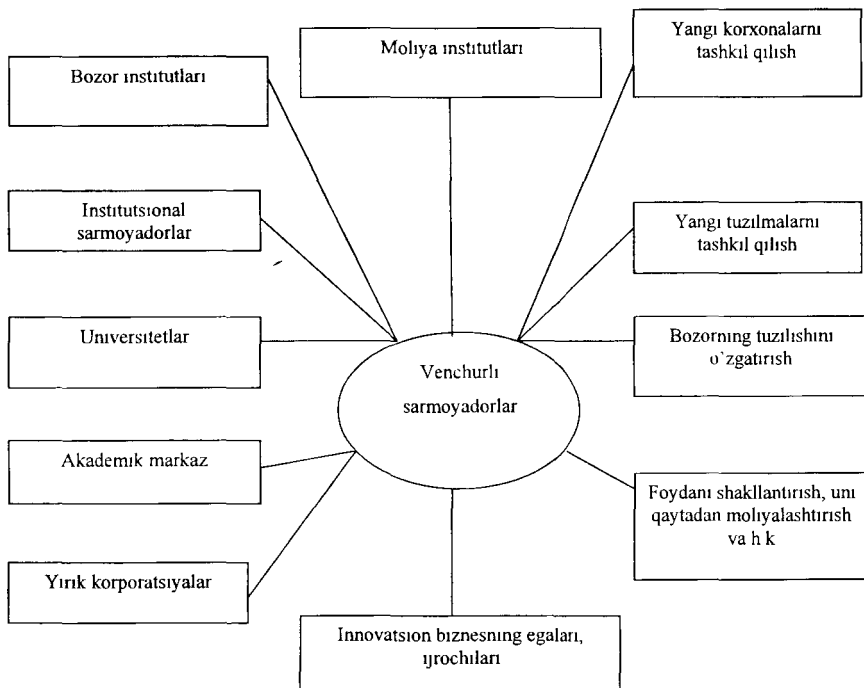 Bozor institutlari
Moliya institutlari
Yangi korxonalarni
tashkil qilish
Institutsional
sarmoyadorlar
Yangi tuzilmalarni
tashkil qilish
Universitetlar
Bozorning tuzilishini
o'zgatirish
Venchurli
sarmoyadorlar
Akademik markaz
Foydani shakllantirish, uni
qaytadan moliyalashtirish
va h k
Yirik korporatsiyalar
Innovatsion biznesning egalari,
ijrochilari